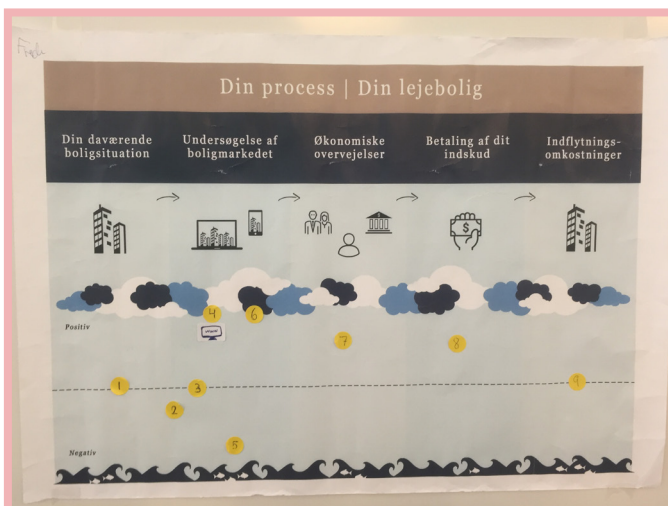 Din process | Din lejebolig
Din daværende
boligsituation
Undersøgelse af
boligmarkedet
Økonomiske
overvejelser
Betaling af dit
indskud
Indflytnings-
omkostninger
$
4
6
Positiv
7
8
1
3
9
2
5
Negativ